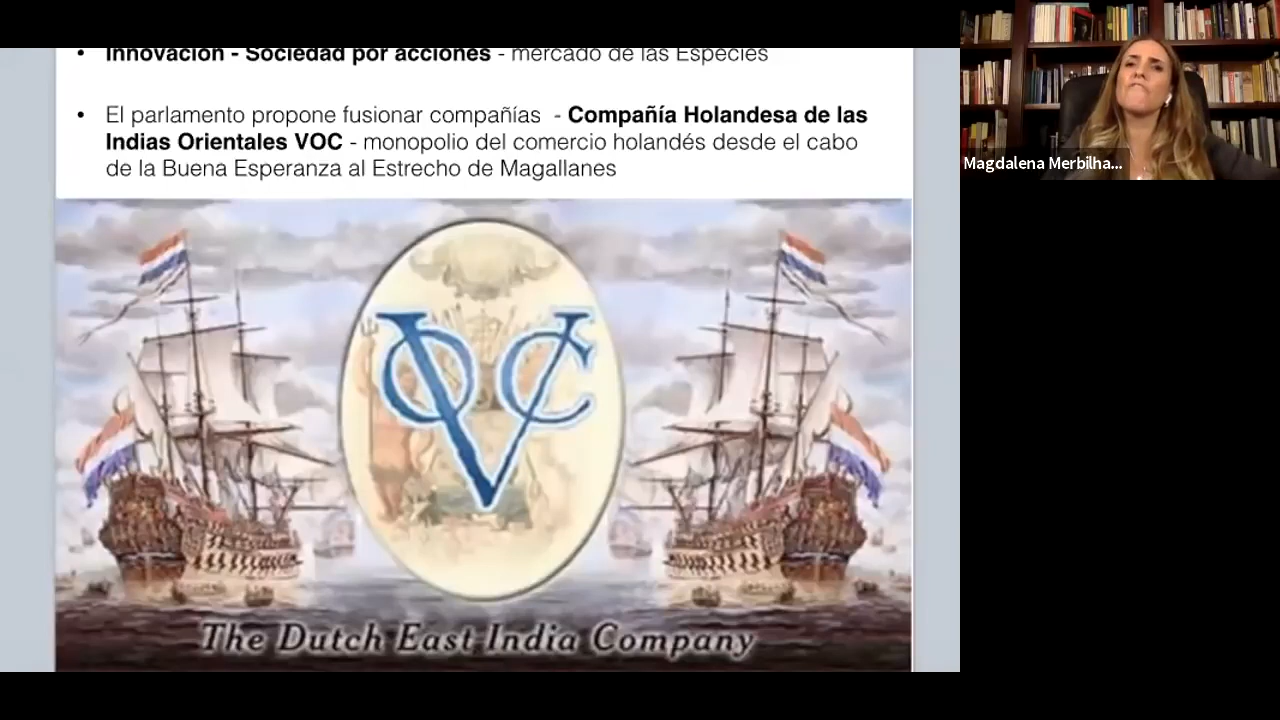 • Innovación - Sociedad por acciones - mercado de las Especies
• El parlamento propone fusionar compañías - Compañía Holandesa de las
Indias Orientales VOC - monopolio del comercio holandés desde el cabo
de la Buena Esperanza al Estrecho de Magallanes
VOC
The Dutch East India Company
Magdalena Merbilha...